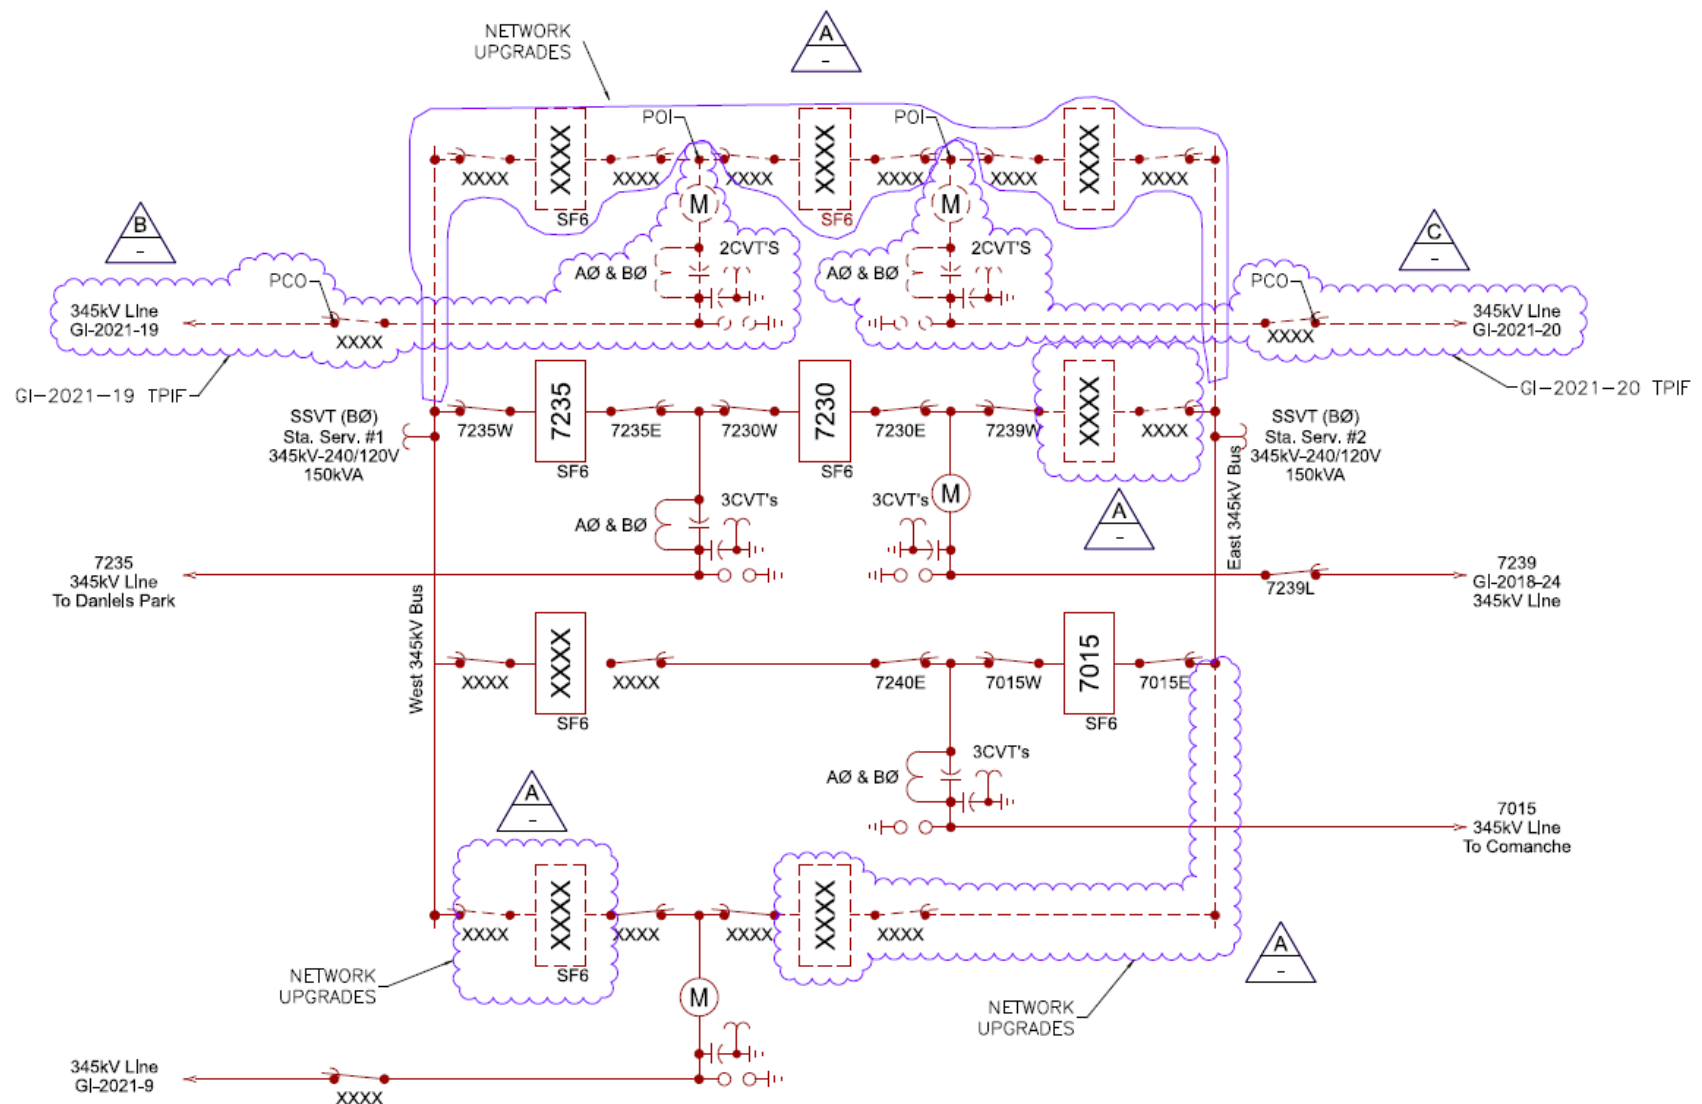 NETWORK
UPGRADES
A
-
XXXX
XXXX
XXXX
POI
POI
XXXX
XXXX
XXXX
XXXX
XXXX
XXXX
SF6
SF6
M
M
B
-
C
-
2CVT'S
2CVT'S
AØ & BØ
AØ & BØ
PCO
PCO
345kV Line
GI-2021-19
XXXX
345kV Line
GI-2021-20
XXXX
GI-2021-19 TPIF
GI-2021-20 TPIF
7235
7230
XXXX
SSVT (BØ)
Sta. Serv. #1
345kV-240/120V
150kVA
7235W
7235E
7230W
7230E
7239W
XXXX
SF6
SF6
SSVT (BØ)
Sta. Serv. #2
345kV-240/120V
150kVA
3CVT's
3CVT's
M
AØ & BØ
A
-
East 345kV Bus
7235
345kV Line
To Daniels Park
7239L
7239
GI-2018-24
345kV Line
West 345kV Bus
XXXX
7015
XXXX
XXXX
7240E
7015W
7015E
SF6
SF6
3CVT's
AØ & BØ
A
-
7015
345kV Line
To Comanche
XXXX
XXXX
XXXX
XXXX
XXXX
XXXX
SF6
A
-
NETWORK
UPGRADES
M
NETWORK
UPGRADES
345kV Line
GI-2021-9
XXXX